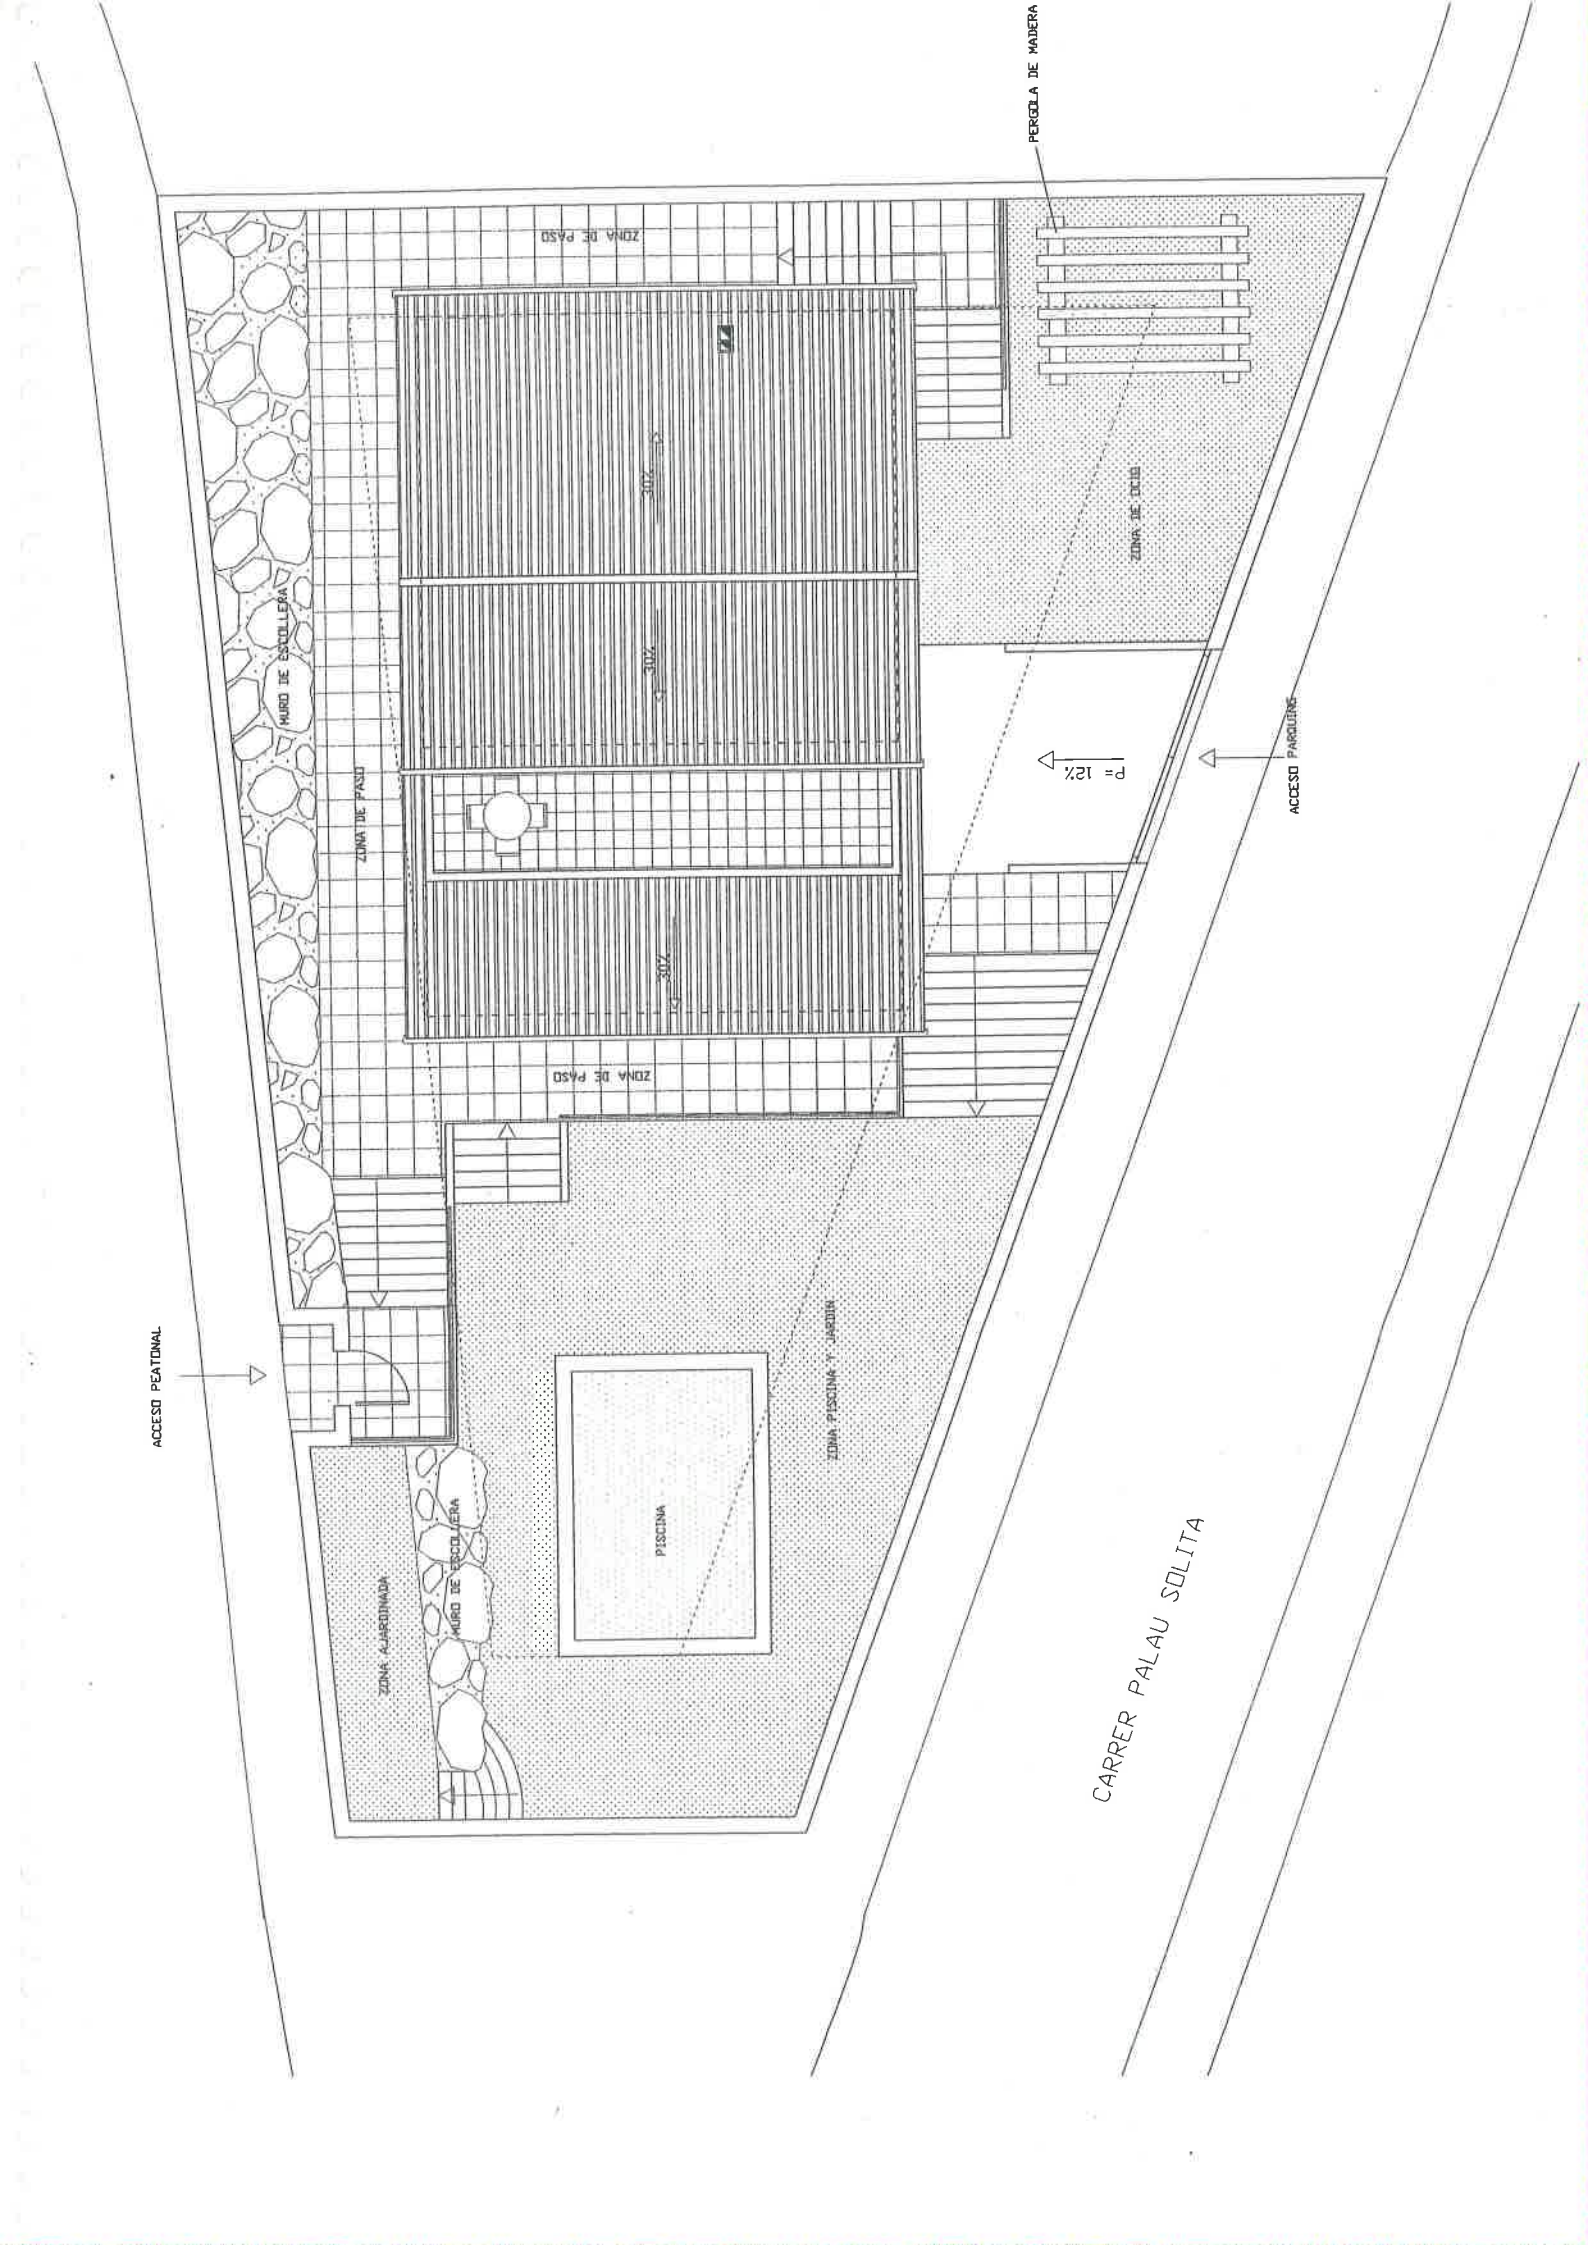 PERGOLA DE MADERA
ZONA DE PASO
MURO DE ESCOLLERA
30%
ZONA DE OCIO
30%
ZONA DE PASO
P= 12%
ACCESO PARQUING
30%
ZONA DE PASO
ACCESO PEATONAL
ZONA PISCINA Y JARDIN
PISCINA
MURO DE ESCOLLERA
ZONA AJARDINADA
CARRER PALAU SOLITA